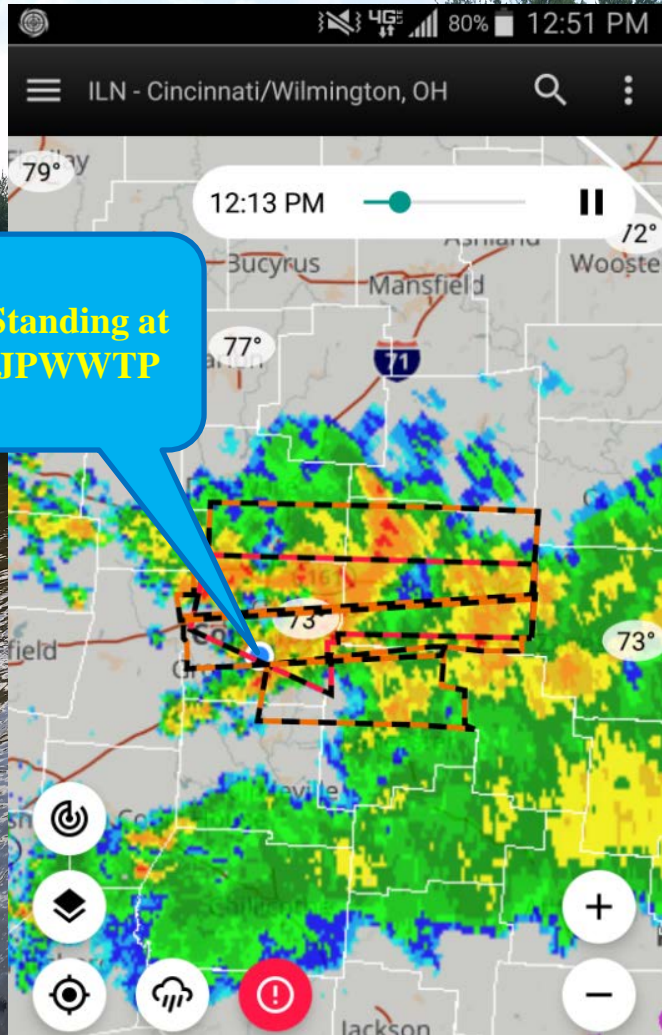 4G LTE 80% 12:51 PM
ILN - Cincinnati/Wilmington, OH
79°
12:13 PM
72°
Bucyrus
Wooste
Mansfield
Standing at
JPWWTP
77°
71
73°
73°
field
Jackson